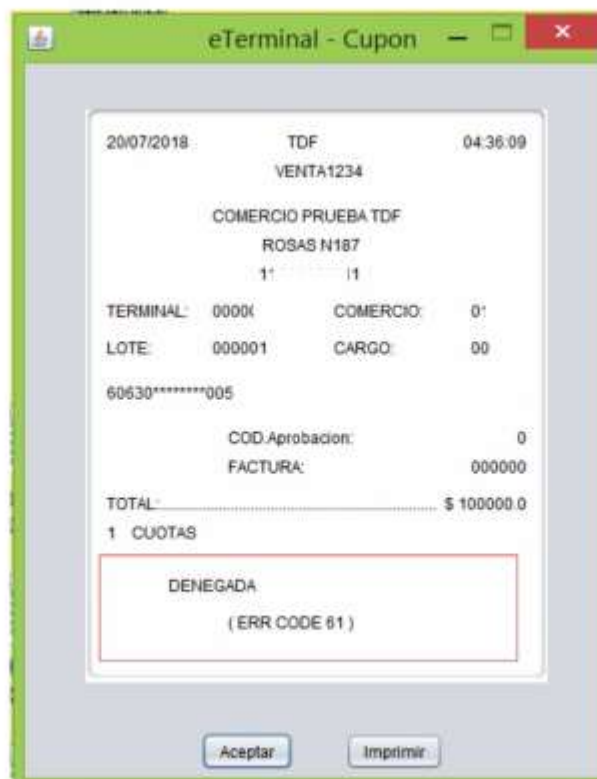 eTerminal - Cupon
20/07/2018 TDF 04:36:09
VENTA1234
COMERCIO PRUEBA TDF
ROSAS N187
TERMINAL: COMERCIO:
LOTE: 000001 CARGO: 00
60630********005
COD.Aprobacion: 0
FACTURA: 000000
TOTAL:................................................ $ 100000.0
1 CUOTAS
DENEGADA
( ERR CODE 61 )
Aceptar Imprimir